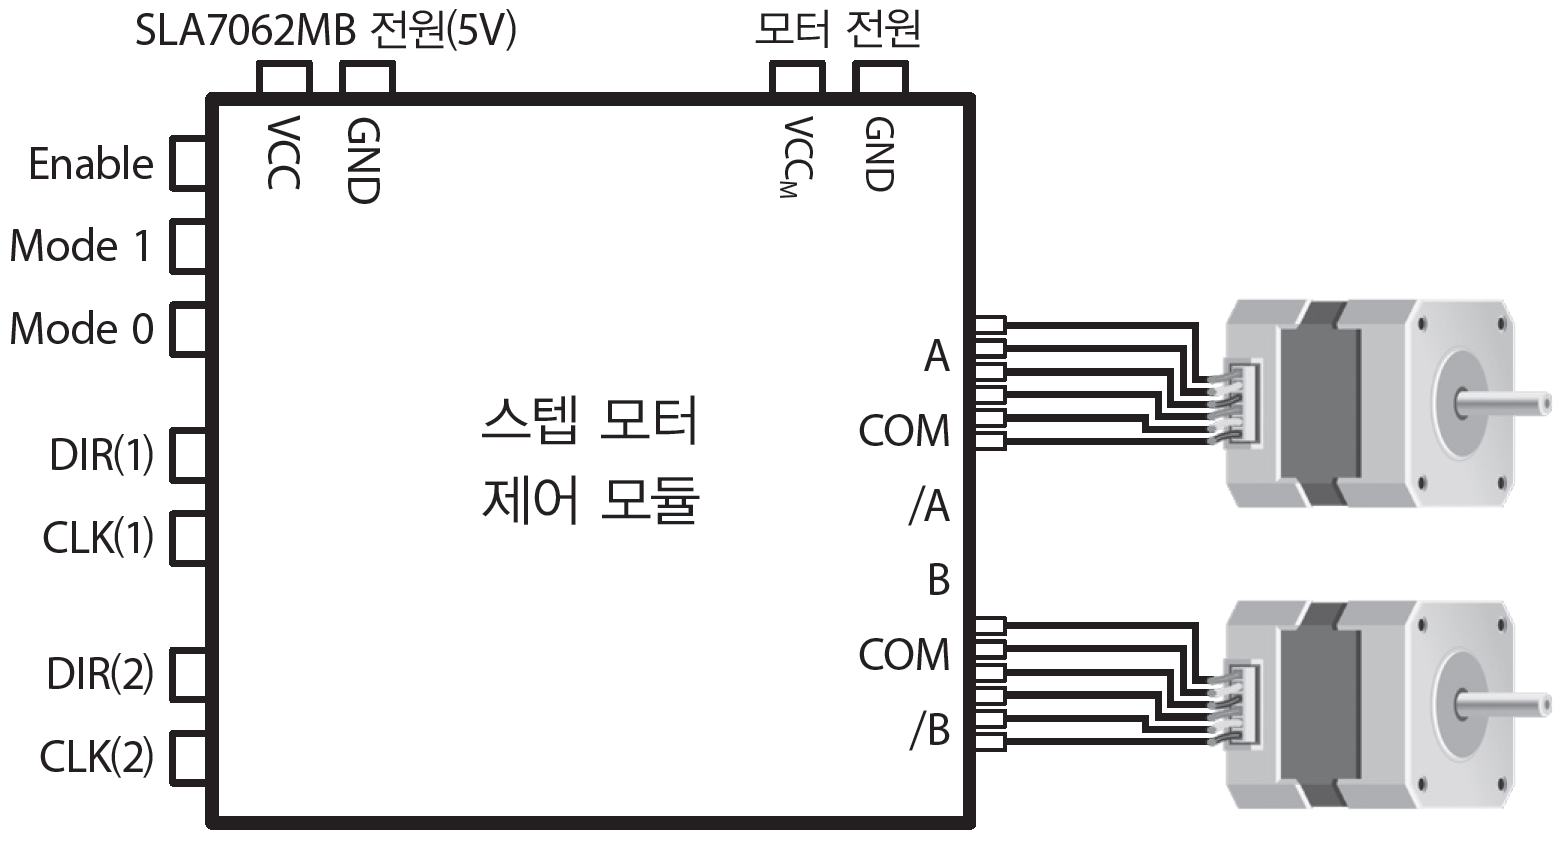 SLA7062MB 전원(5V)
모터 전원
VCC
GND
VCCM
GND
Enable
Mode 1
Mode 0
DIR(1)
CLK(1)
DIR(2)
CLK(2)
스텝 모터
제어 모듈
A
COM
/A
B
COM
/B